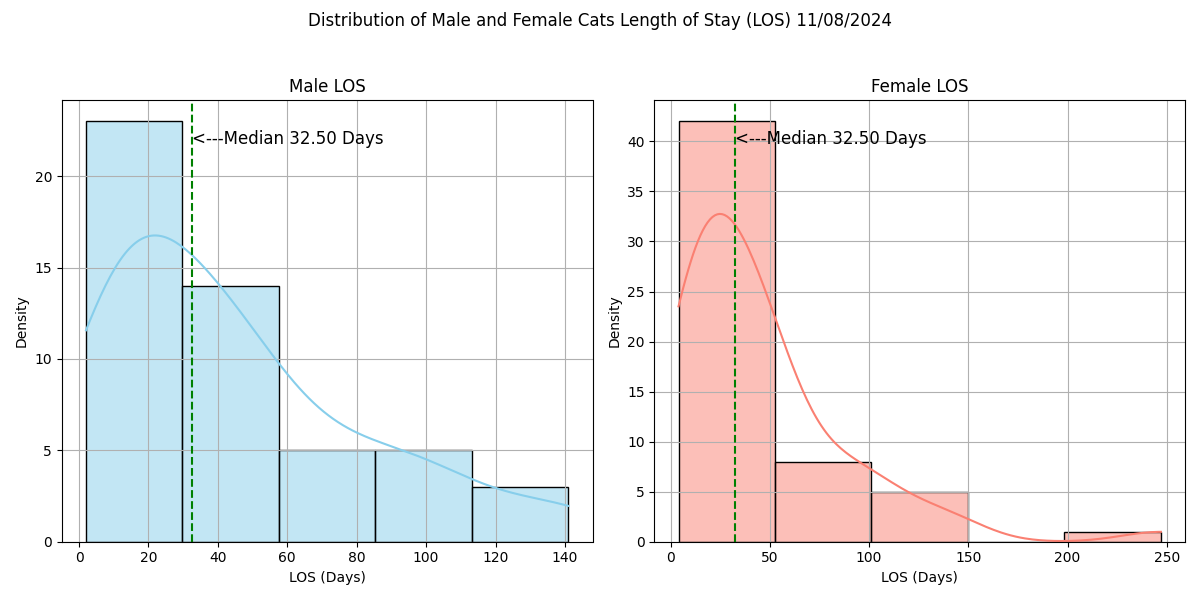 Distribution of Male and Female Cats Length of Stay (LOS) 11/08/2024
Male LOS
<---Median 32.50 Days
Density
20
15
10
5
0
0 20 40 60 80 100 120 140
LOS (Days)
Female LOS
<---Median 32.50 Days
Density
40
35
30
25
20
15
10
5
0
0 50 100 150 200 250
LOS (Days)